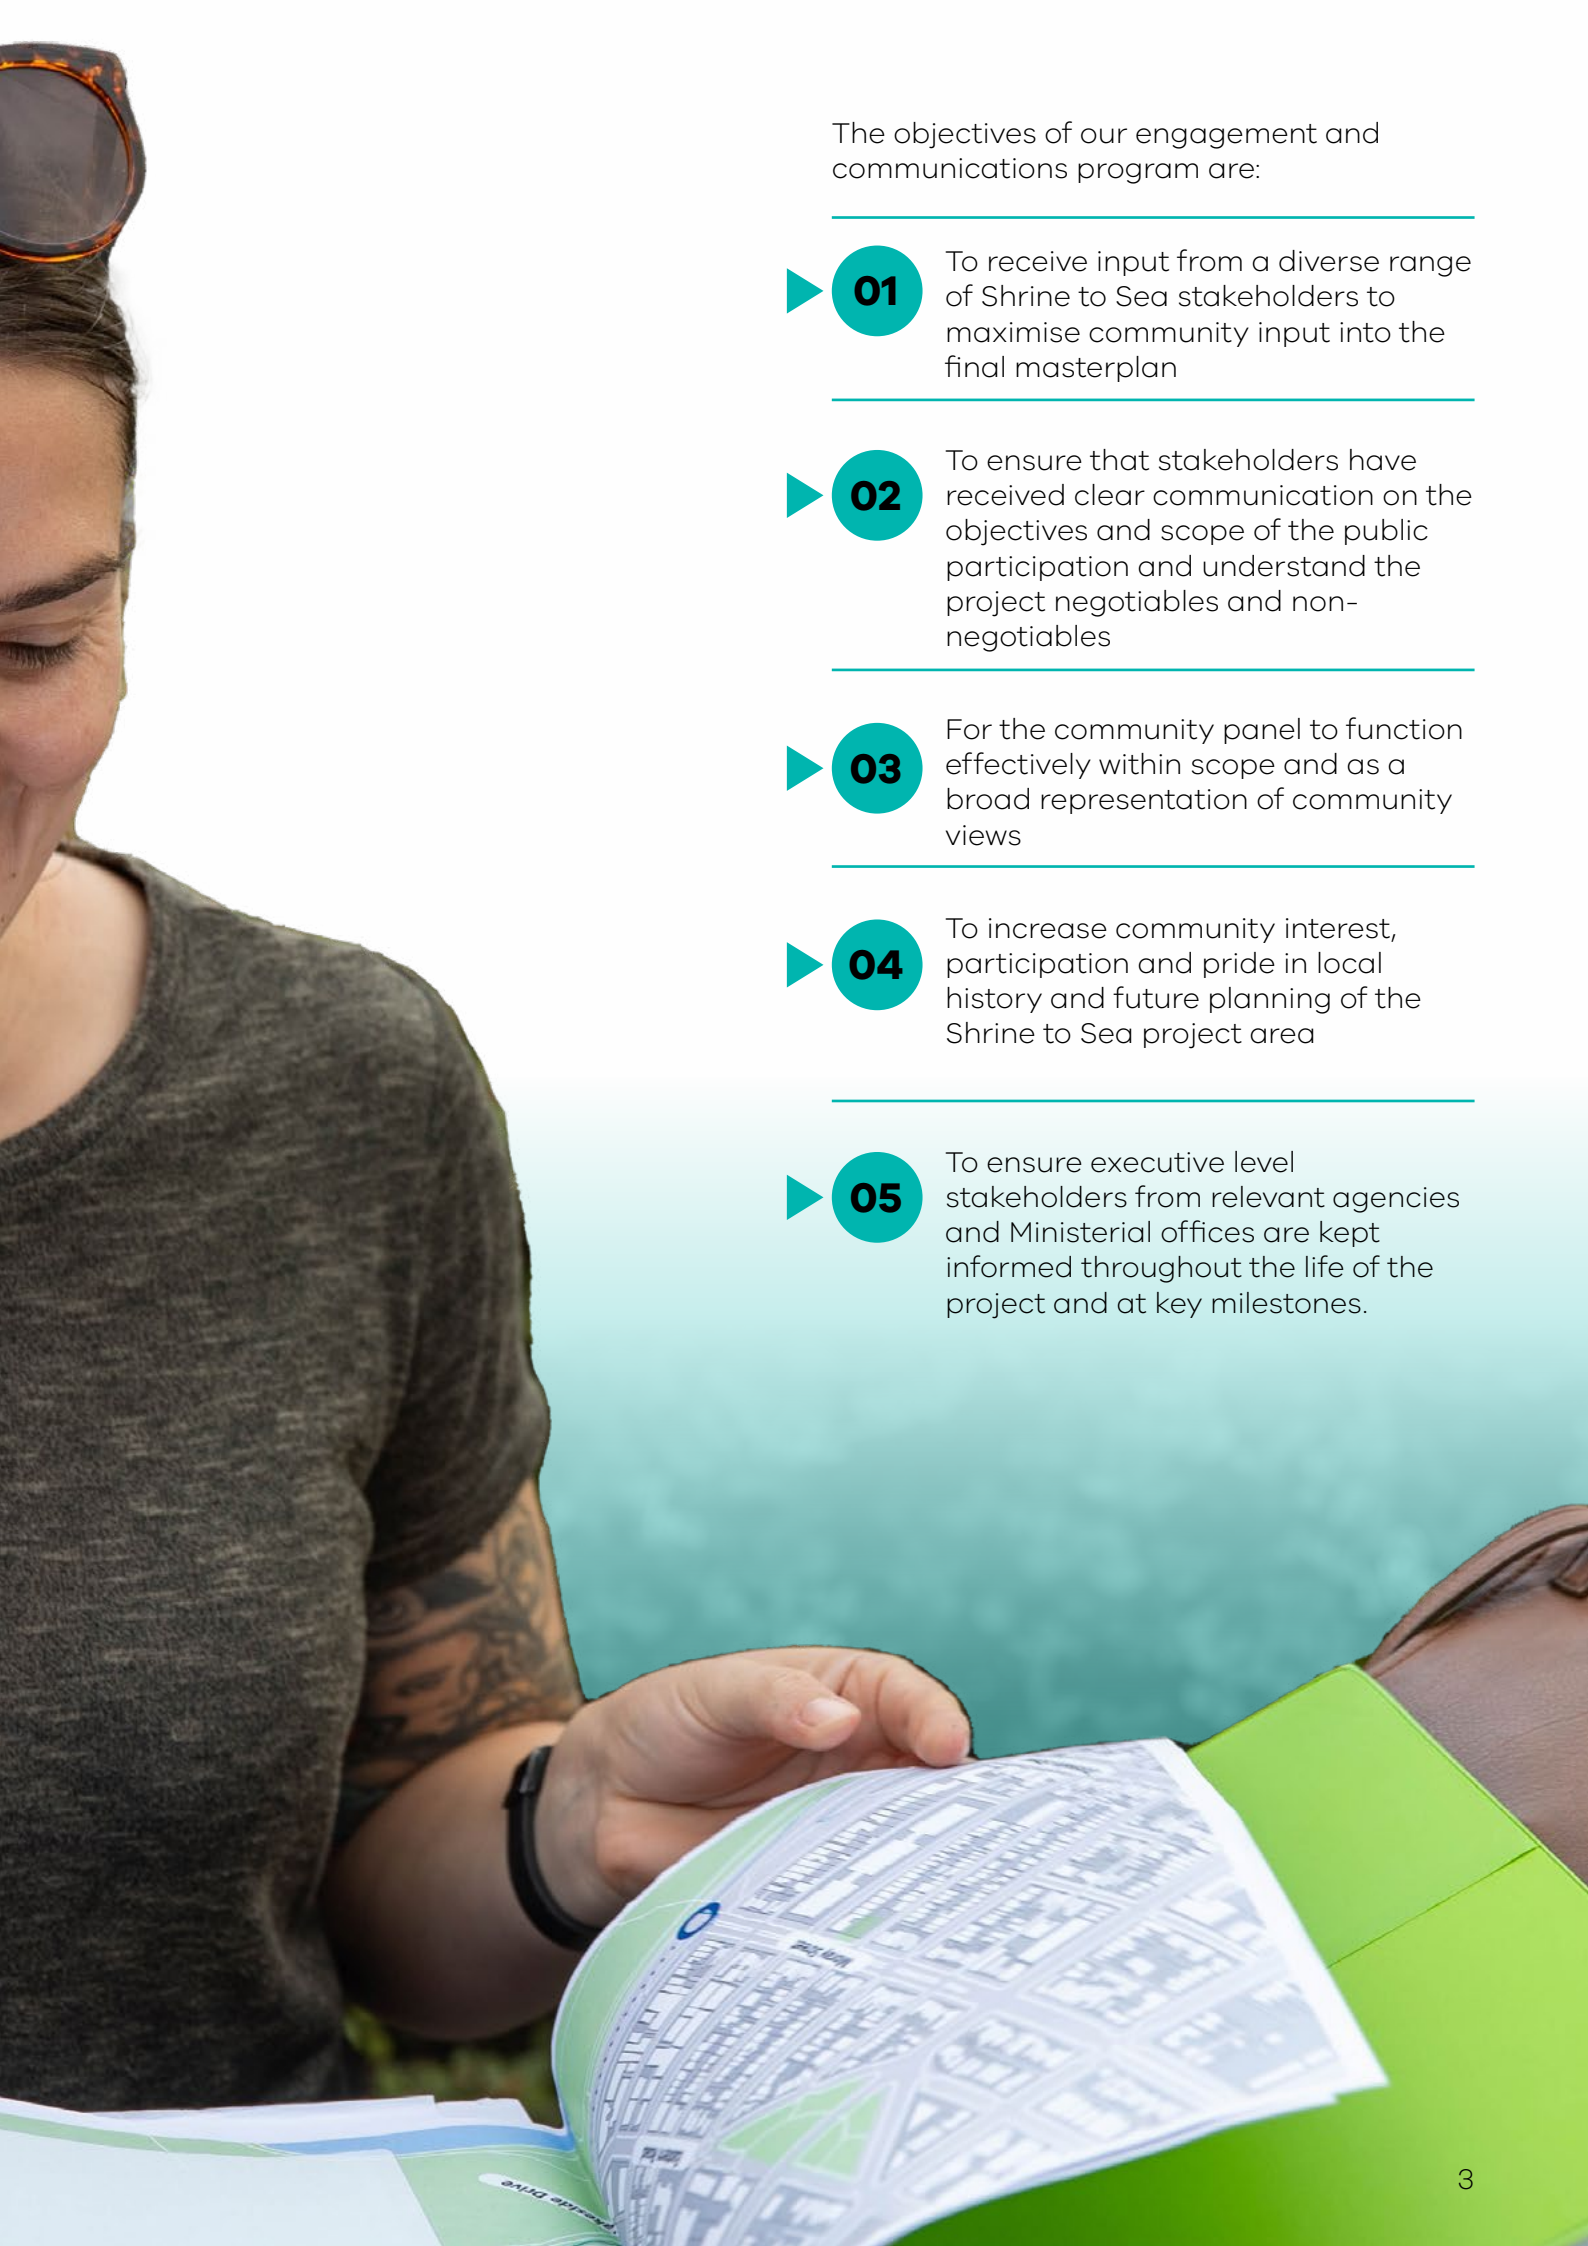 The objectives of our engagement and
communications program are:
01
To receive input from a diverse range
of Shrine to Sea stakeholders to
maximise community input into the
final masterplan
02
To ensure that stakeholders have
received clear communication on the
objectives and scope of the public
participation and understand the
project negotiables and non-
negotiables
03
For the community panel to function
effectively within scope and as a
broad representation of community
views
04
To increase community interest,
participation and pride in local
history and future planning of the
Shrine to Sea project area
05
To ensure executive level
stakeholders from relevant agencies
and Ministerial offices are kept
informed throughout the life of the
project and at key milestones.
Drive
3